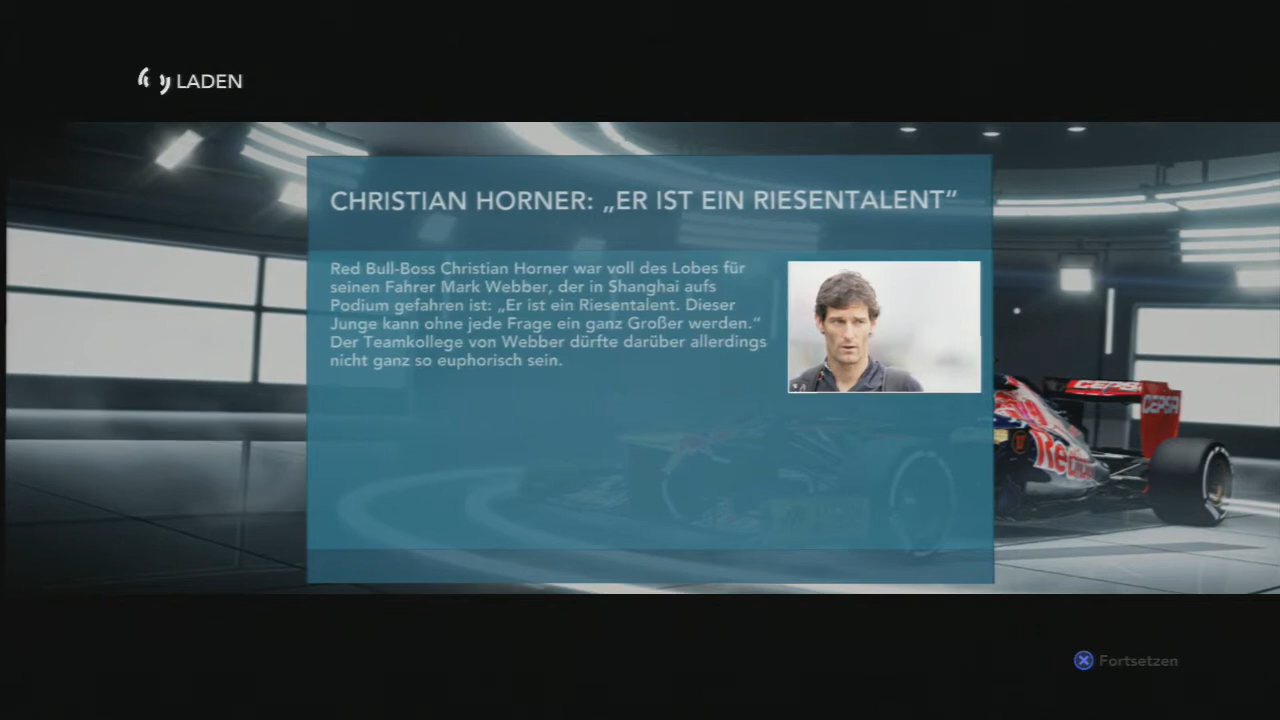 LADEN
CHRISTIAN HORNER: „ER IST EIN RIESENTALENT“
Red Bull-Boss Christian Horner war voll des Lobes für
seinen Fahrer Mark Webber, der in Shanghai aufs
Podium gefahren ist: „Er ist ein Riesentalent. Dieser
Junge kann ohne jede Frage ein ganz Großer werden.“
Der Teamkollege von Webber dürfte darüber allerdings
nicht ganz so euphorisch sein.
CEPSA
CEPSA
Fortsetzen